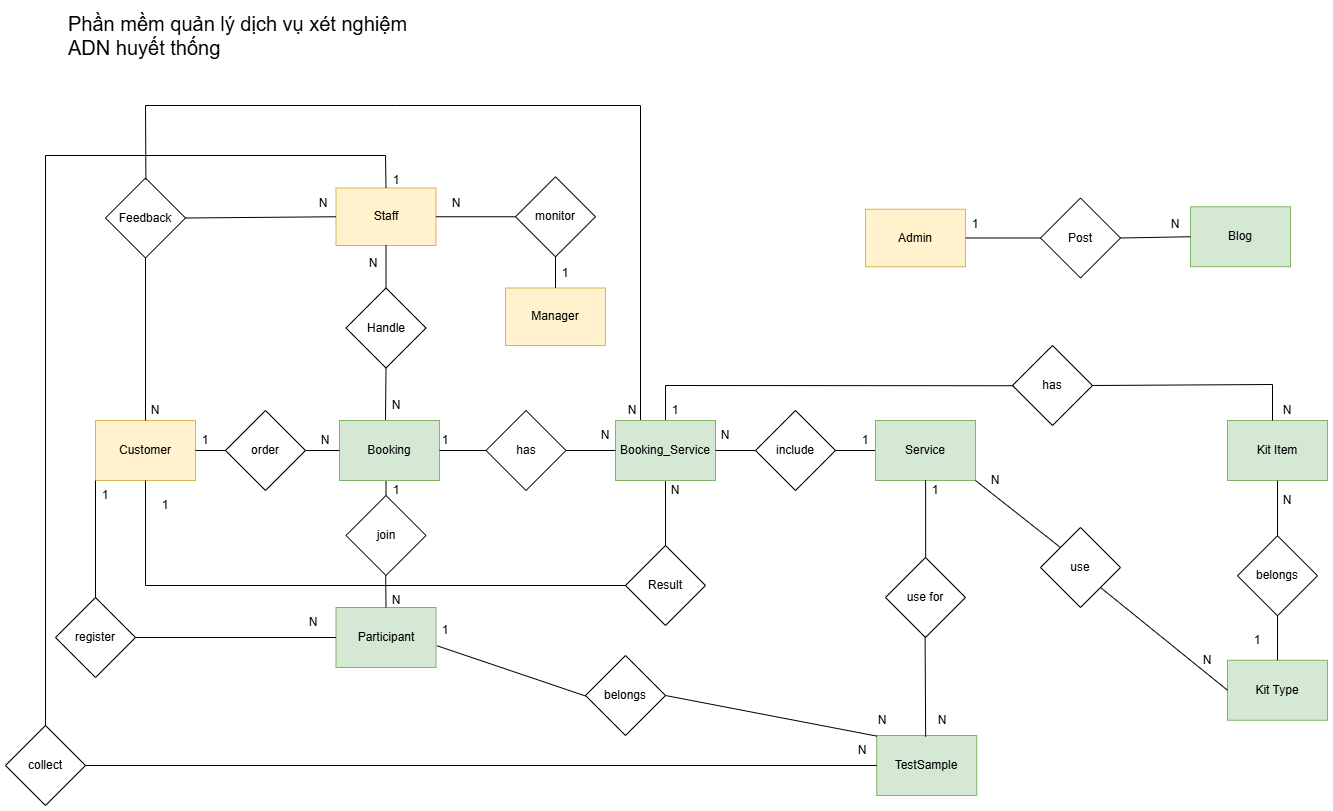 Phần mềm quản lý dịch vụ xét nghiệm
ADN huyết thống
1
Feedback
N
Staff
N
monitor
Admin
1
Post
N
Blog
N
1
Manager
Handle
has
N
N
N
1
N
Customer
1
order
N
Booking
1
has
N
Booking_Service
N
include
1
Service
Kit Item
1
1
1
N
1
N
N
join
use
belongs
Result
use for
N
register
N
Participant
1
1
N
Kit Type
belongs
N
N
N
collect
TestSample